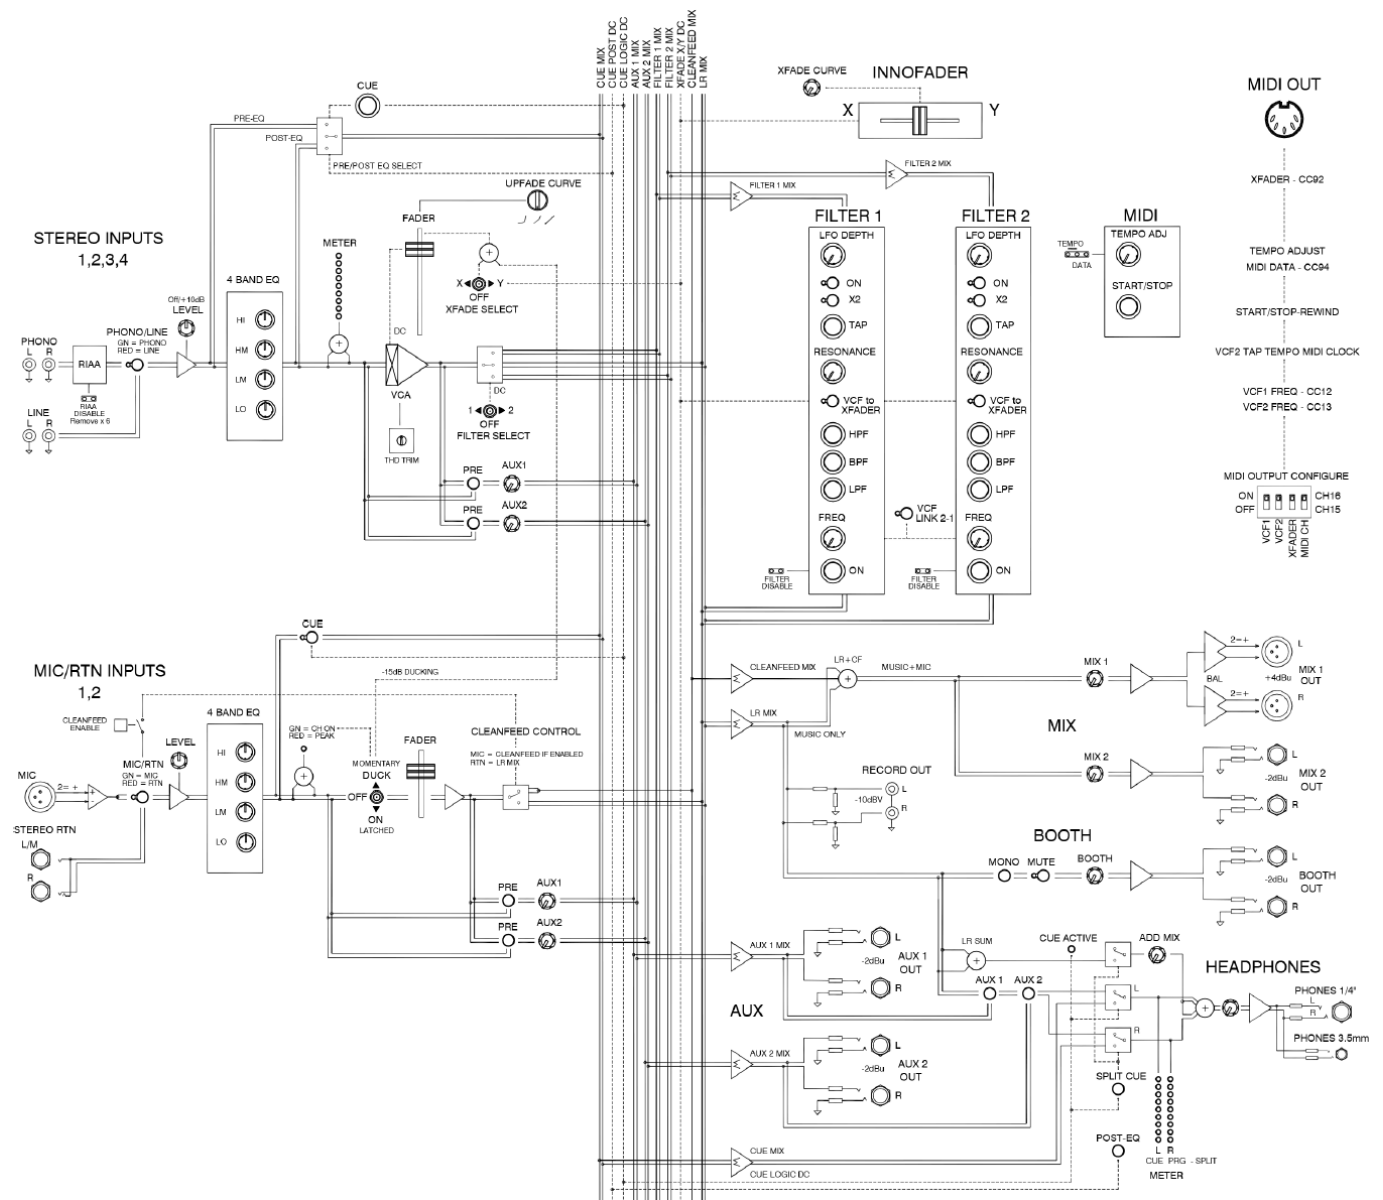 CUE MIX
CUE POST DC
CUE LOGIC DC
AUX 1 MIX
AUX 2 MIX
FILTER 1 MIX
FILTER 2 MIX
XFADE X/Y DC
CLEANFEED MIX
LR MIX
CUE
PRE-EQ
POST-EQ
PRE/POST EQ SELECT
UPFADE CURVE
FADER
METER
STEREO INPUTS
1,2,3,4
4 BAND EQ
HI
HM
LM
LO
Off/+10dB
LEVEL
PHONO
L R
RIAA
PHONO/LINE
GN = PHONO
RED = LINE
RIAA
DISABLE
Remove x 6
LINE
L R
X Y
OFF
XFADE SELECT
DC
VCA
THD TRIM
DC
1 2
OFF
FILTER SELECT
PRE
AUX1
PRE
AUX2
XFADE CURVE
INNOFADER
X Y
FILTER 1 MIX
FILTER 2 MIX
FILTER 1
LFO DEPTH
ON
X2
TAP
RESONANCE
VCF to
XFADER
HPF
BPF
LPF
FREQ
ON
FILTER
DISABLE
FILTER 2
LFO DEPTH
ON
X2
TAP
RESONANCE
VCF to
XFADER
HPF
BPF
LPF
VCF
LINK 2-1
FREQ
ON
FILTER
DISABLE
MIDI
TEMPO ADJ
START/STOP
TEMPO
DATA
MIDI OUT
XFADER - CC92
TEMPO ADJUST
MIDI DATA - CC94
START/STOP-REWIND
VCF2 TAP TEMPO MIDI CLOCK
VCF1 FREQ - CC12
VCF2 FREQ - CC13
MIDI OUTPUT CONFIGURE
ON CH16
OFF CH15
VCF1
VCF2
XFADER
MIDI CH
CUE
-15dB DUCKING
MIC/RTN INPUTS
1,2
CLEANFEED
ENABLE
4 BAND EQ
HI
HM
LM
LO
LEVEL
MIC
2= +
+
-
MIC/RTN
GN = MIC
RED = RTN
STEREO RTN
L/M
R
GN = CH ON
RED = PEAK
MOMENTARY
DUCK
OFF
ON
LATCHED
FADER
CLEANFEED CONTROL
MIC = CLEANFEED IF ENABLED
RTN = LR MIX
PRE
AUX1
PRE
AUX2
CLEANFEED MIX
LR+CF
MUSIC+MIC
LR MIX
MUSIC ONLY
MIX 1
BAL
2=+
2=+
L
+4dBu
R
MIX 1
OUT
MIX
MIX 2
L
-2dBu
R
MIX 2
OUT
RECORD OUT
L
-10dBV
R
BOOTH
MONO
MUTE
BOOTH
L
-2dBu
R
BOOTH
OUT
AUX
AUX 1 MIX
L
-2dBu
R
AUX 1
OUT
AUX 2 MIX
L
-2dBu
R
AUX 2
OUT
LR SUM
AUX 1
AUX 2
CUE ACTIVE
ADD MIX
L
R
HEADPHONES
PHONES 1/4'
L
R
PHONES 3.5mm
SPLIT CUE
POST-EQ
L R
CUE PRG - SPLIT
METER
CUE MIX
CUE LOGIC DC